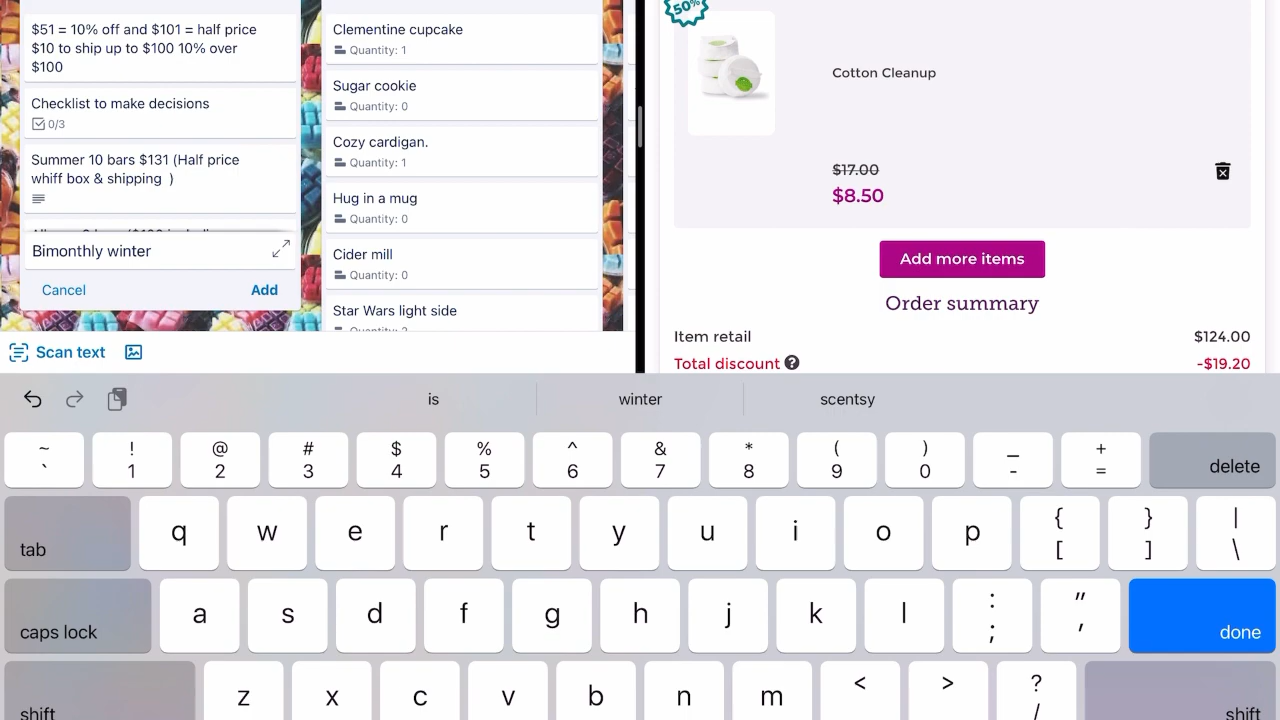 $51 = 10% off and $101 = half price
$10 to ship up to $100 10% over
$100
Checklist to make decisions
0/3
Summer 10 bars $131 (Half price
whiff box & shipping )
Bimonthly winter
Cancel
Add
Clementine cupcake
Quantity: 1
Sugar cookie
Quantity: 0
Cozy cardigan.
Quantity: 1
Hug in a mug
Quantity: 0
Cider mill
Quantity: 0
Star Wars light side
50%
Cotton Cleanup
$17.00
$8.50
Add more items
Order summary
Item retail
$124.00
Total discount ?
-$19.20
Scan text
is
winter
scentsy
~ ! @ # $ % ^ & * ( ) _ +
` 1 2 3 4 5 6 7 8 9 0 - = delete
tab q w e r t y u i o p { [ } ] | \
caps lock a s d f g h j k l : ; " ' done
shift z x c v b n m < > ? / shift